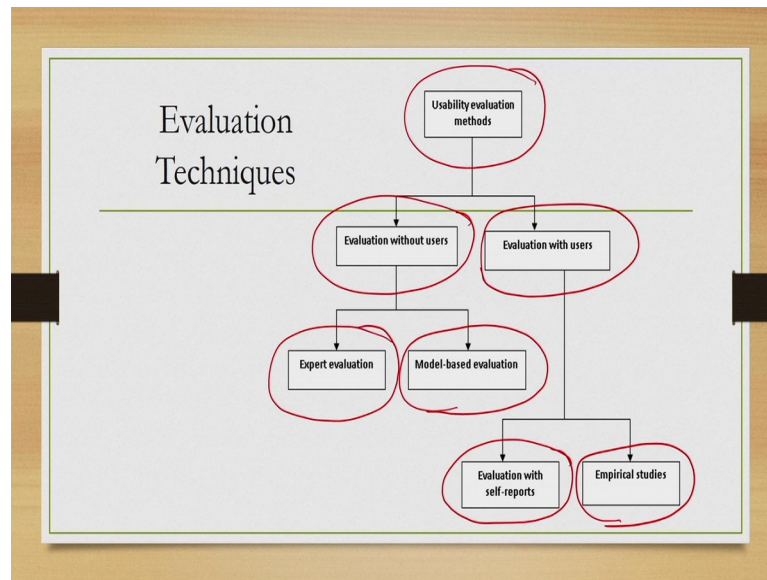 Evaluation
Techniques
Usability evaluation
methods
Evaluation without users
Evaluation with users
Expert evaluation
Model-based evaluation
Evaluation with
self-reports
Empirical studies